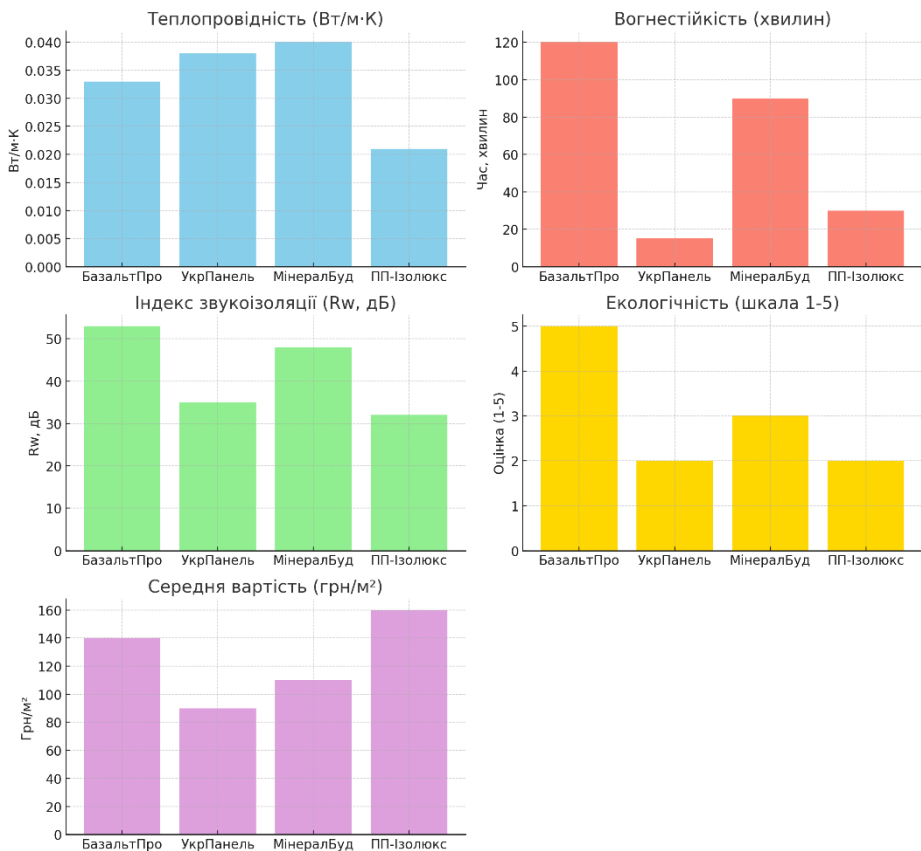 Теплопровідність (Вт/м·К)
Вт/м·К
0.040
0.035
0.030
0.025
0.020
0.015
0.010
0.005
0.000
БазальтПро УкрПанель МінералБуд ПП-Ізолюкс
Вогнестійкість (хвилин)
Час, хвилин
120
100
80
60
40
20
0
БазальтПро УкрПанель МінералБуд ПП-Ізолюкс
Індекс звукоізоляції (Rw, дБ)
Rw, дБ
50
40
30
20
10
0
БазальтПро УкрПанель МінералБуд ПП-Ізолюкс
Екологічність (шкала 1-5)
Оцінка (1-5)
5
4
3
2
1
0
БазальтПро УкрПанель МінералБуд ПП-Ізолюкс
Середня вартість (грн/м²)
Грн/м²
160
140
120
100
80
60
40
20
0
БазальтПро УкрПанель МінералБуд ПП-Ізолюкс